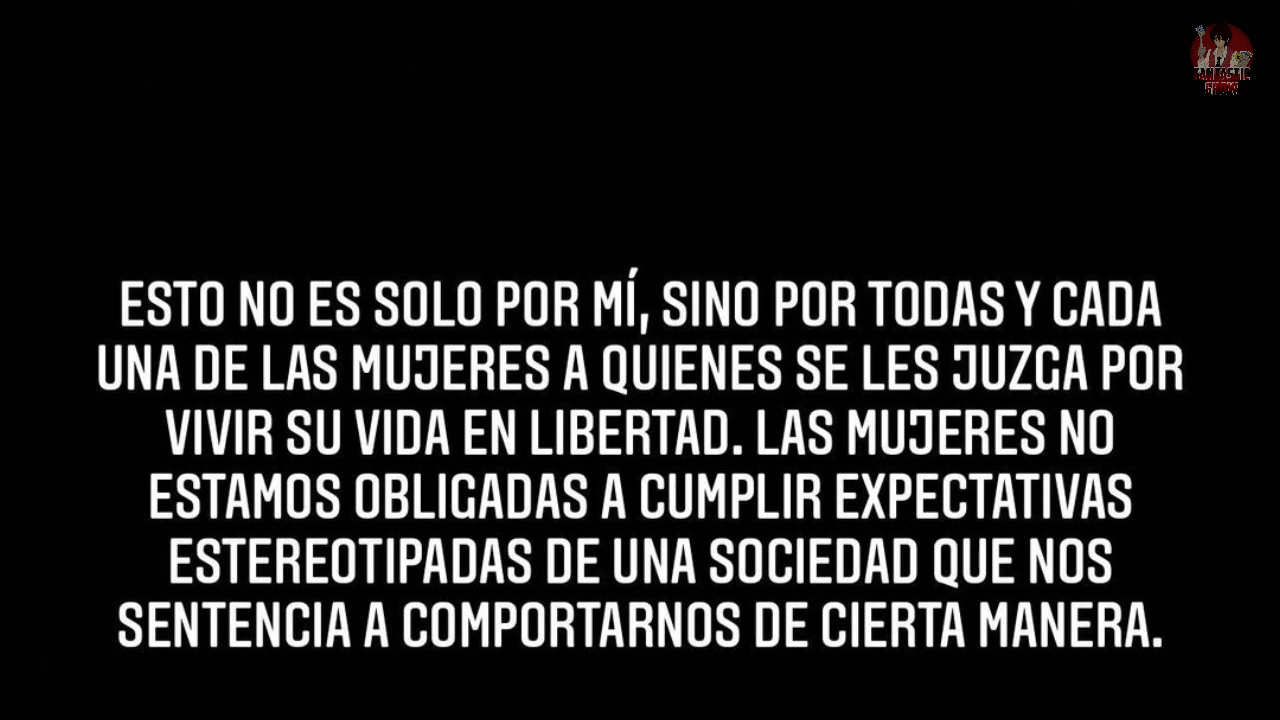 FANTASTIC
SHOW
ESTO NO ES SOLO POR MÍ, SINO POR TODAS Y CADA
UNA DE LAS MUJERES A QUIENES SE LES JUZGA POR
VIVIR SU VIDA EN LIBERTAD. LAS MUJERES NO
ESTAMOS OBLIGADAS A CUMPLIR EXPECTATIVAS
ESTEREOTIPADAS DE UNA SOCIEDAD QUE NOS
SENTENCIA A COMPORTARNOS DE CIERTA MANERA.